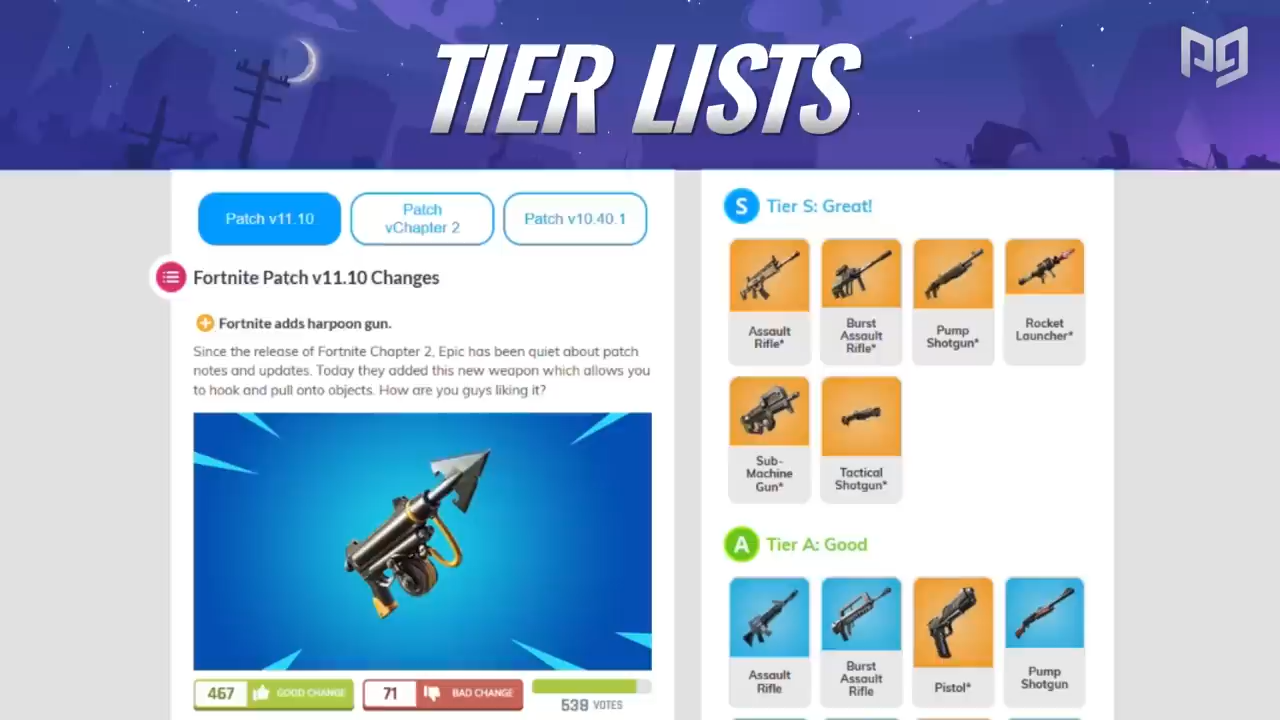 TIER LISTS
PG
Patch v11.10
Patch
vChapter 2
Patch v10.40.1
Fortnite Patch v11.10 Changes
Fortnite adds harpoon gun.
Since the release of Fortnite Chapter 2, Epic has been quiet about patch
notes and updates. Today they added this new weapon which allows you
to hook and pull onto objects. How are you guys liking it?
467 GOOD CHANGE
71 BAD CHANGE
538 VOTES
S Tier S: Great!
Assault
Rifle*
Burst
Assault
Rifle*
Pump
Shotgun*
Rocket
Launcher*
Sub-
Machine
Gun*
Tactical
Shotgun*
A Tier A: Good
Assault
Rifle
Burst
Assault
Rifle
Pistol*
Pump
Shotgun